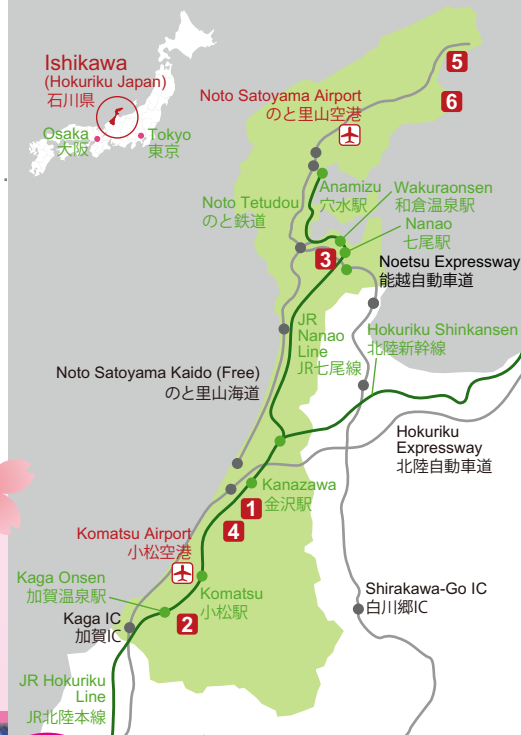 Ishikawa
(Hokuriku Japan)
石川県
Osaka
大阪
Tokyo
東京
Noto Satoyama Airport
のと里山空港
5
6
Anamizu
穴水駅
Wakuraonsen
和倉温泉駅
Noto Tetudou
のと鉄道
Nanao
七尾駅
3
Noetsu Expressway
能越自動車道
JR
Nanao
Line
JR七尾線
Hokuriku Shinkansen
北陸新幹線
Noto Satoyama Kaido (Free)
のと里山海道
Hokuriku
Expressway
北陸自動車道
Kanazawa
金沢駅
1
4
Komatsu Airport
小松空港
Kaga Onsen
加賀温泉駅
Komatsu
小松駅
Shirakawa-Go IC
白川郷IC
Kaga IC
加賀IC
2
JR Hokuriku
Line
JR北陸本線